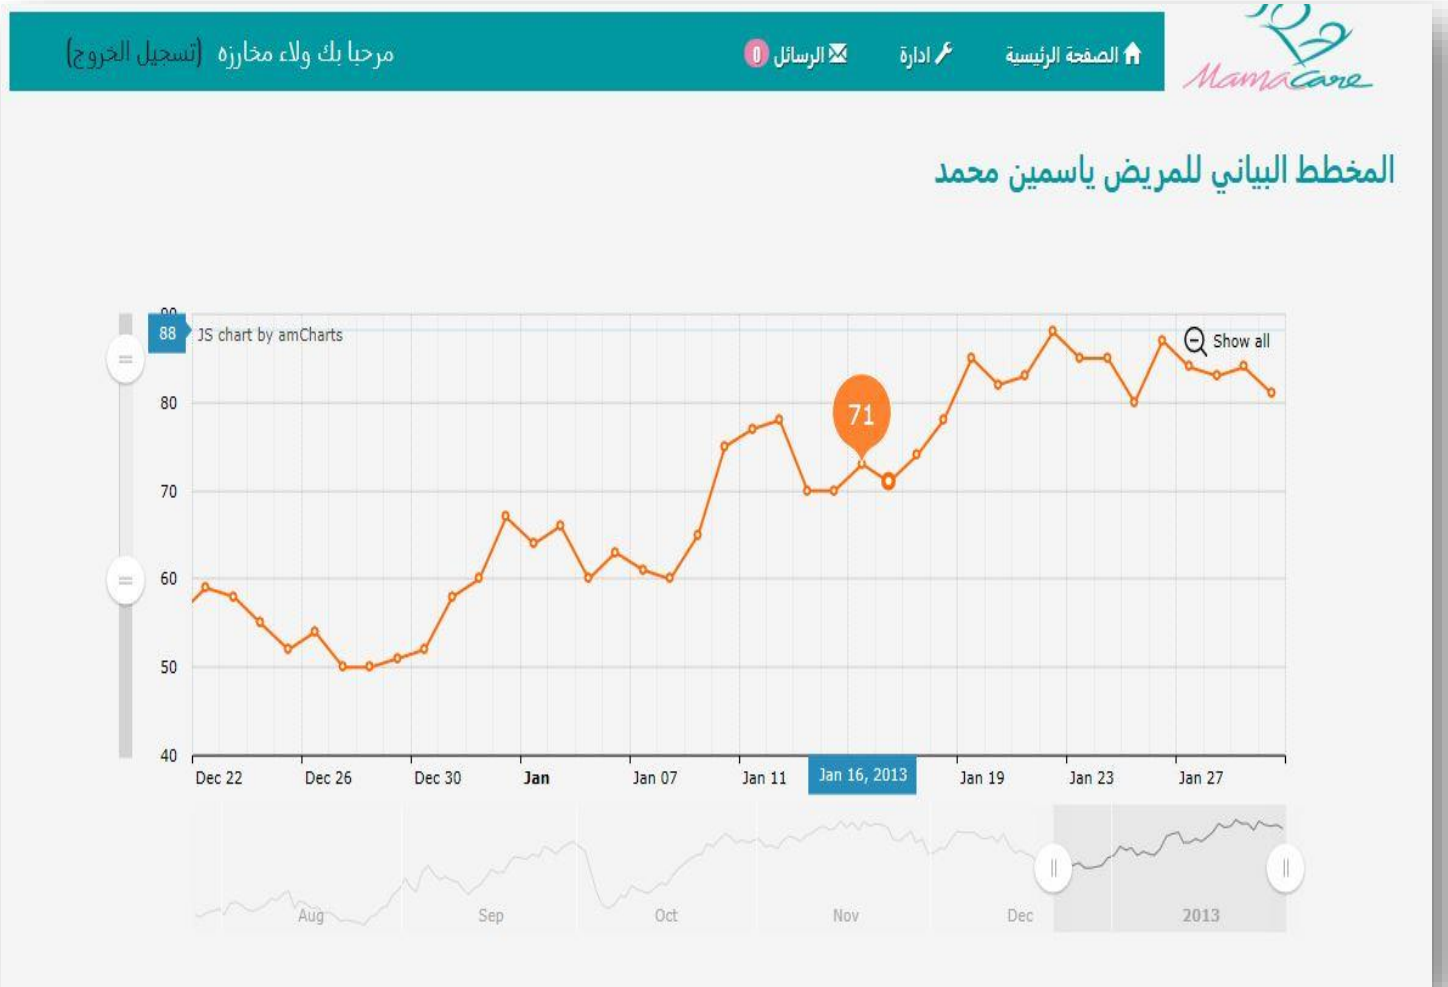 Mamacare
الصفحة الرئيسية
ادارة
الرسائل 0
مرحبا بك ولاء مخارزه (تسجيل الخروج)
المخطط البياني للمريض ياسمين محمد
90
88
JS chart by amCharts
Show all
80
71
70
60
50
40
Dec 22
Dec 26
Dec 30
Jan
Jan 07
Jan 11
Jan 16, 2013
Jan 19
Jan 23
Jan 27
Aug
Sep
Oct
Nov
Dec
2013